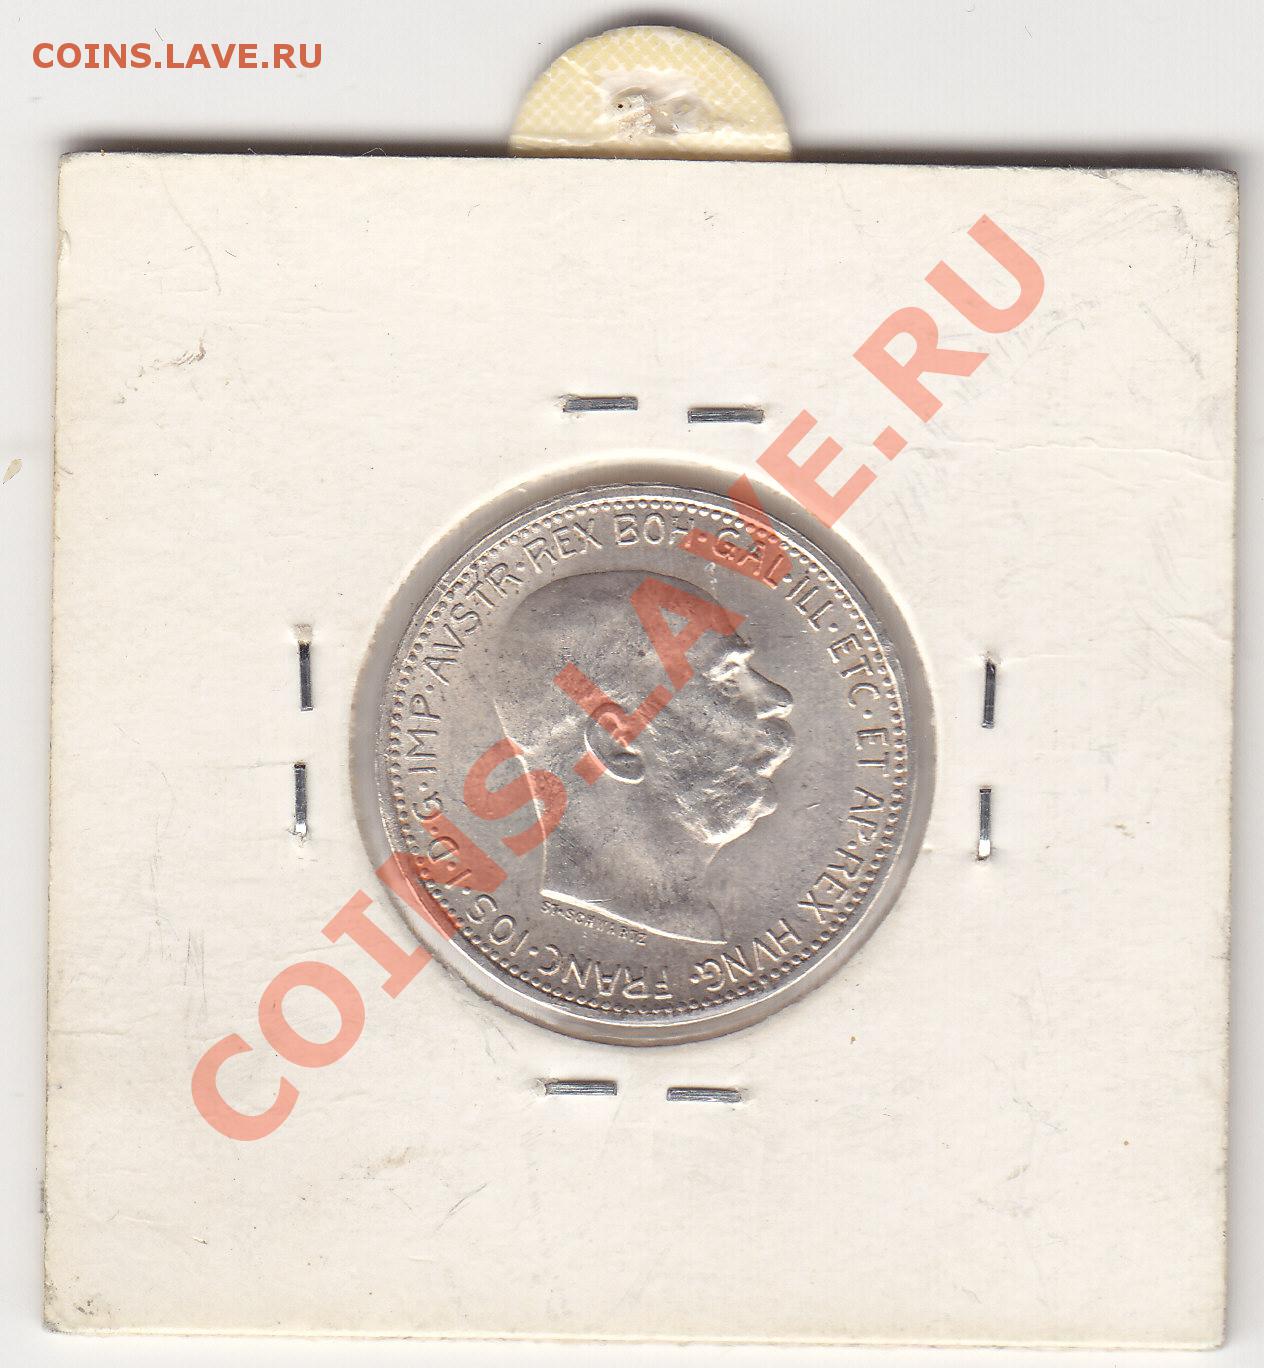 COINS.LAVE.RU
COINS.LAVE.RU
FRANC·IOS·I·D·G·IMP·AVSTR·REX BOH·GAL·ILL·ETC·ET AP·REX HVNG·
ST·SCHWARTZ